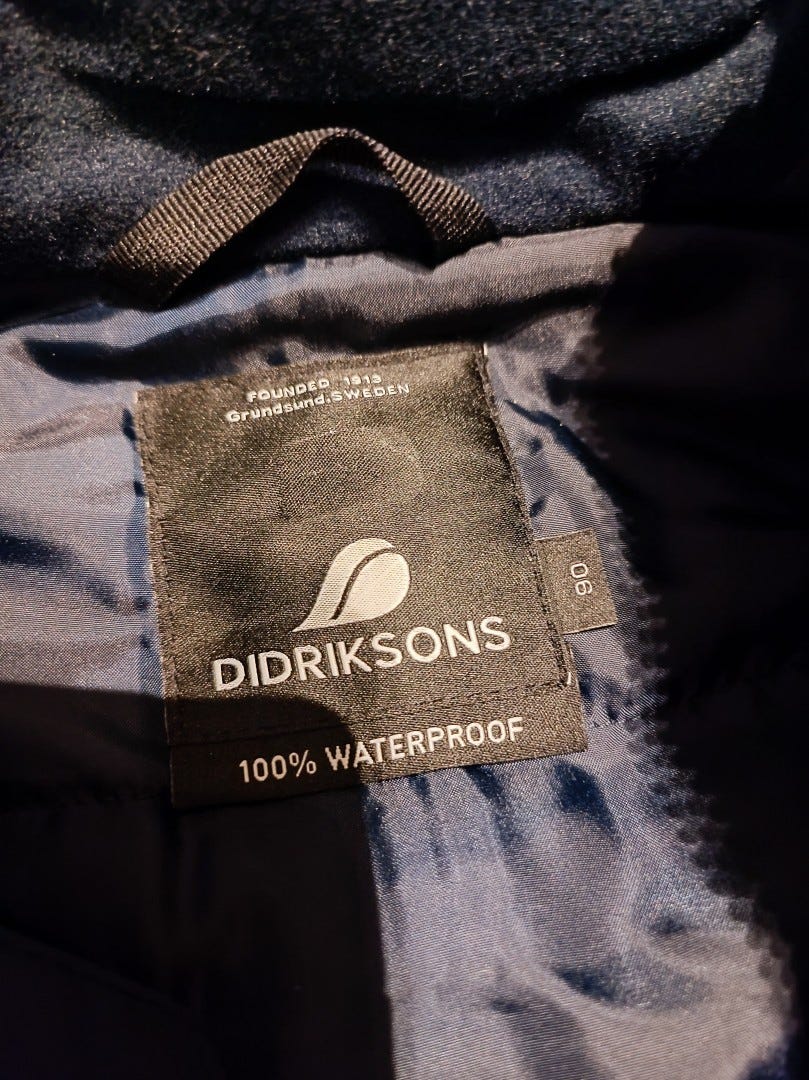 FOUNDED 1913
Grundsund.SWEDEN
DIDRIKSONS
90
100% WATERPROOF